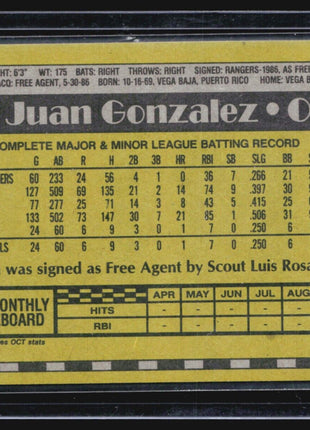 GHT: 6'3" WT: 175 BATS: RIGHT THROWS: RIGHT SIGNED: RANGERS-1986, AS FREE
ACQ: FREE AGENT, 5-30-86 BORN: 10-16-69, VEGA BAJA, PUERTO RICO HOME: VEGA B
Juan Gonzalez • O
COMPLETE MAJOR & MINOR LEAGUE BATTING RECORD
G AB R H 2B 3B HR RBI SB SLG BB S
ERS 60 233 24 56 4 1 0 36 7 .266 21
127 509 69 135 21 2 14 74 9 .397 30
77 277 25 71 14 3 8 43 5 .415 25
133 502 73 147 30 7 21 85 1 .506 31
24 60 6 9 3 0 1 7 0 .250 6
LS 24 60 6 9 3 0 1 7 0 .250 6
was signed as Free Agent by Scout Luis Rosa
MONTHLY
BOARD
APR MAY JUN JUL AUG
HITS - - - - -
RBI - - - - -
es OCT stats